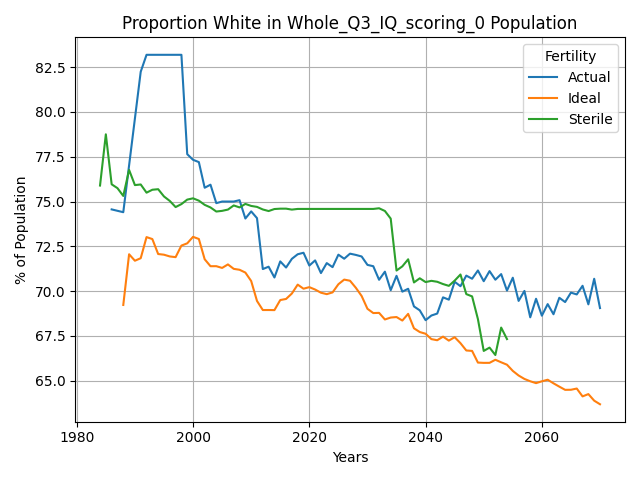 Proportion White in Whole_Q3_IQ_scoring_0 Population
% of Population
82.5
80.0
77.5
75.0
72.5
70.0
67.5
65.0
Fertility
Actual
Ideal
Sterile
1980
2000
2020
2040
2060
Years